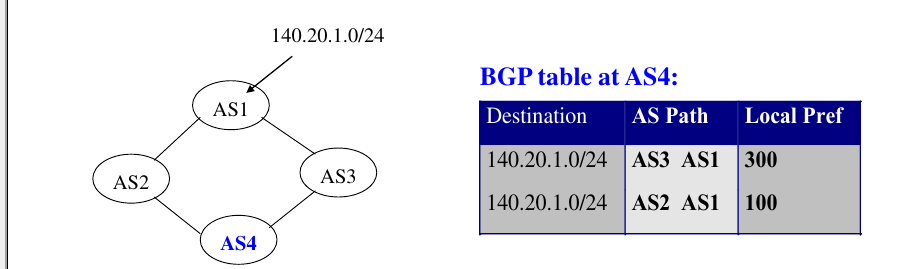 140.20.1.0/24
AS1
AS2
AS3
AS4
BGP table at AS4:
Destination AS Path Local Pref
140.20.1.0/24 AS3 AS1 300
140.20.1.0/24 AS2 AS1 100